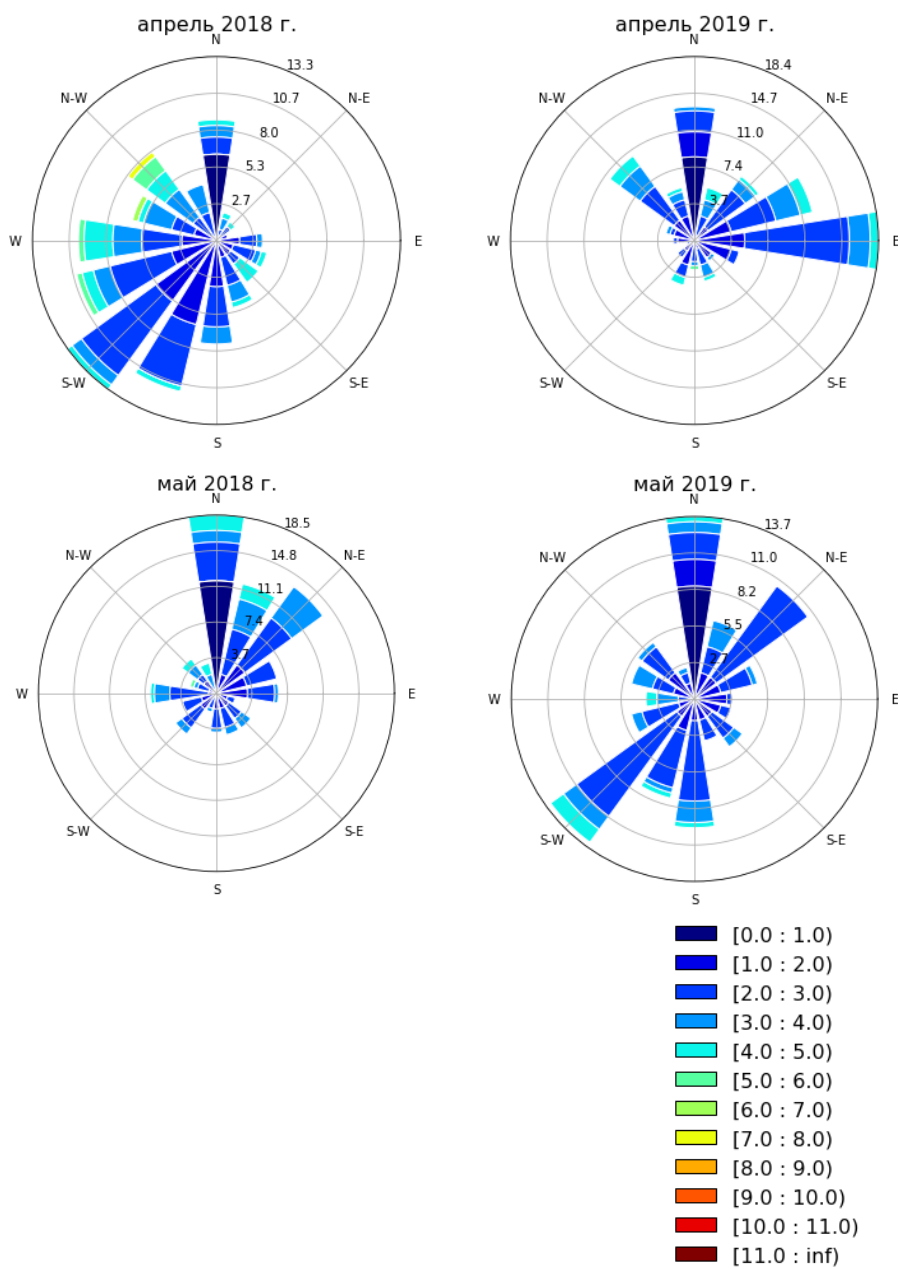 апрель 2018 г.
N
13.3
10.7
8.0
5.3
2.7
N-W
N-E
W
E
S-W
S-E
S
апрель 2019 г.
N
18.4
14.7
11.0
7.4
3.7
N-W
N-E
E
S-W
S-E
S
май 2018 г.
N
18.5
14.8
11.1
7.4
3.7
N-W
N-E
W
E
S-W
S-E
S
май 2019 г.
N
13.7
11.0
8.2
5.5
2.7
N-W
N-E
W
E
S-W
S-E
S
[0.0 : 1.0)
[1.0 : 2.0)
[2.0 : 3.0)
[3.0 : 4.0)
[4.0 : 5.0)
[5.0 : 6.0)
[6.0 : 7.0)
[7.0 : 8.0)
[8.0 : 9.0)
[9.0 : 10.0)
[10.0 : 11.0)
[11.0 : inf)